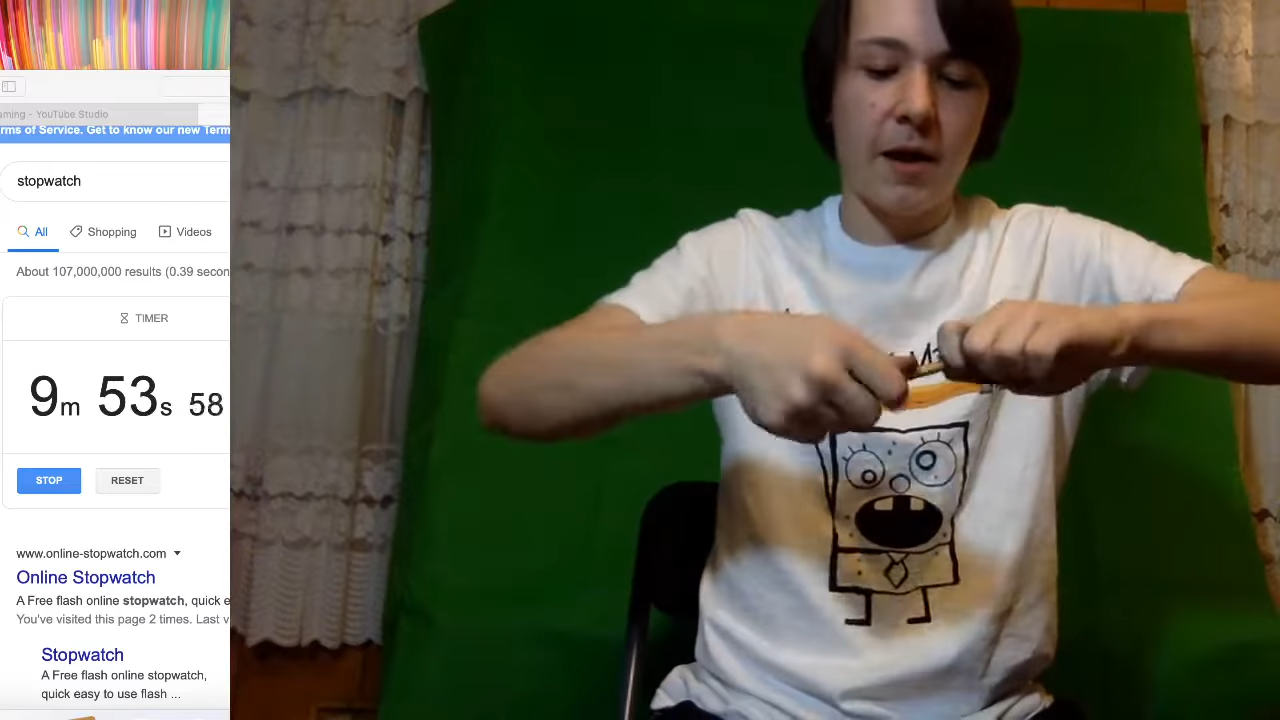 aming - YouTube Studio
rms of Service. Get to know our new Term
stopwatch
All Shopping Videos
About 107,000,000 results (0.39 secon
TIMER
9m 53s 58
STOP RESET
www.online-stopwatch.com
Online Stopwatch
A Free flash online stopwatch, quick e
You've visited this page 2 times. Last v
Stopwatch
A Free flash online stopwatch,
quick easy to use flash ...